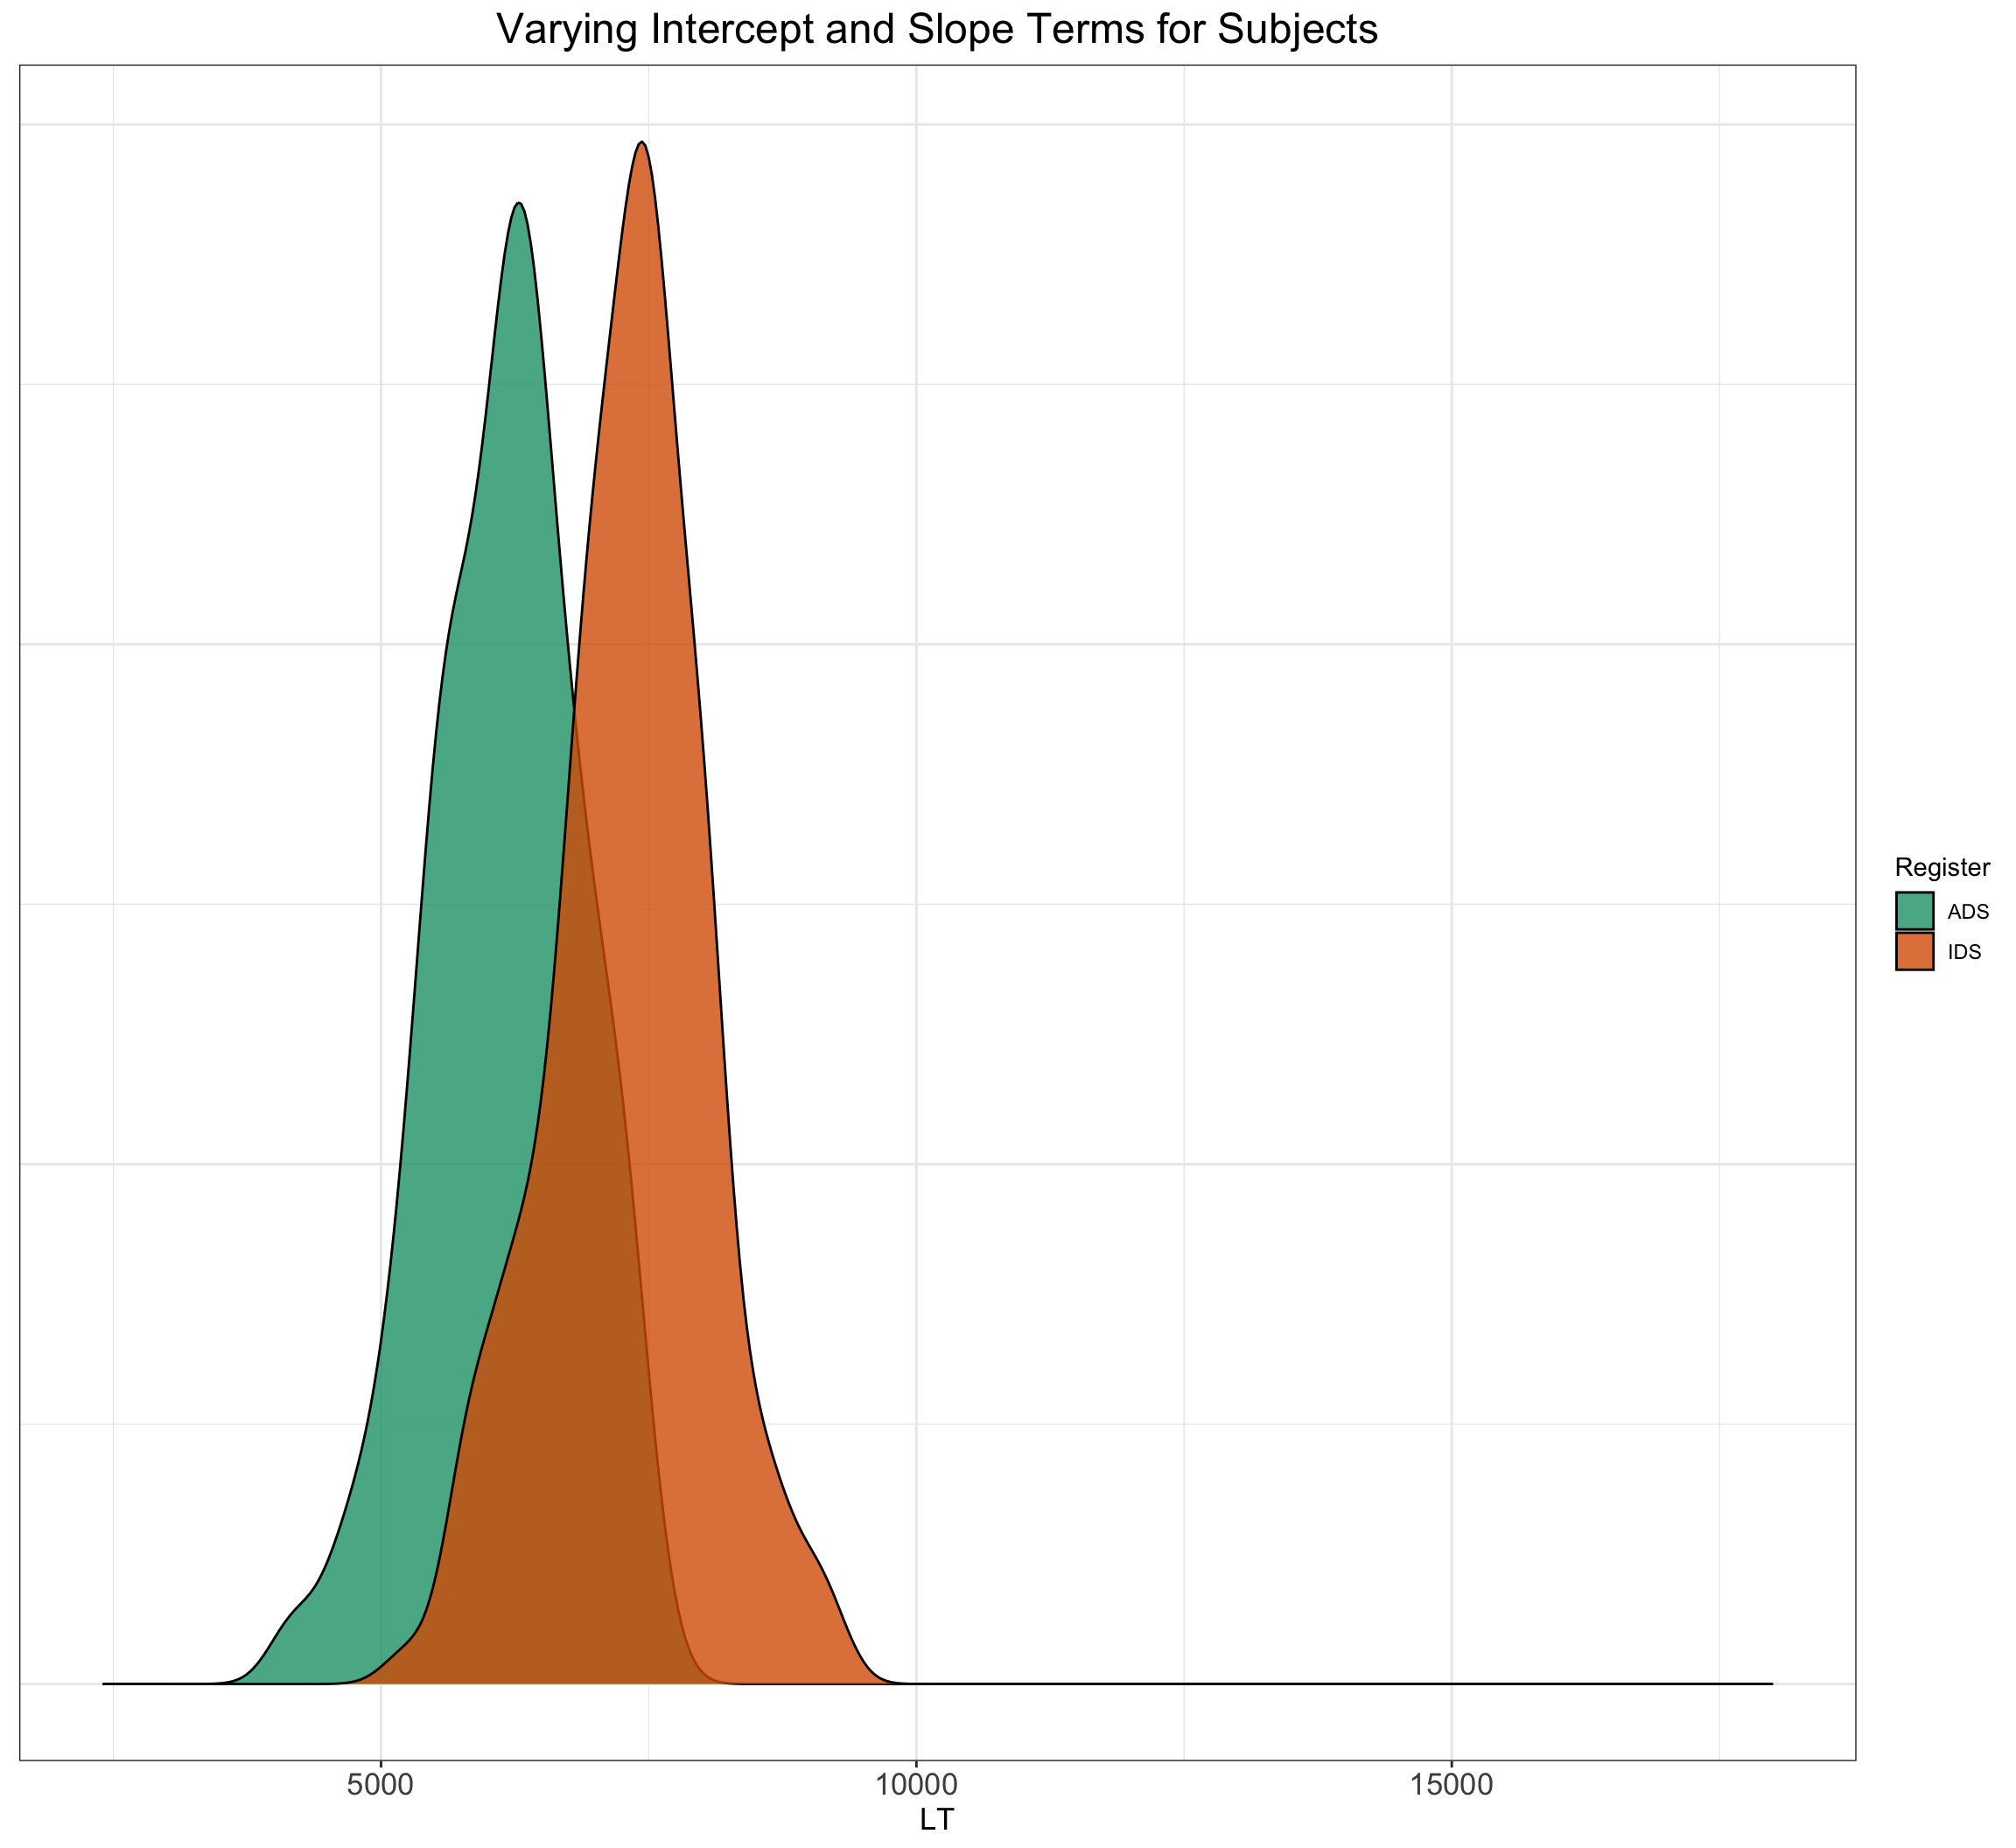 Varying Intercept and Slope Terms for Subjects
Register
ADS
IDS
5000 10000 15000
LT